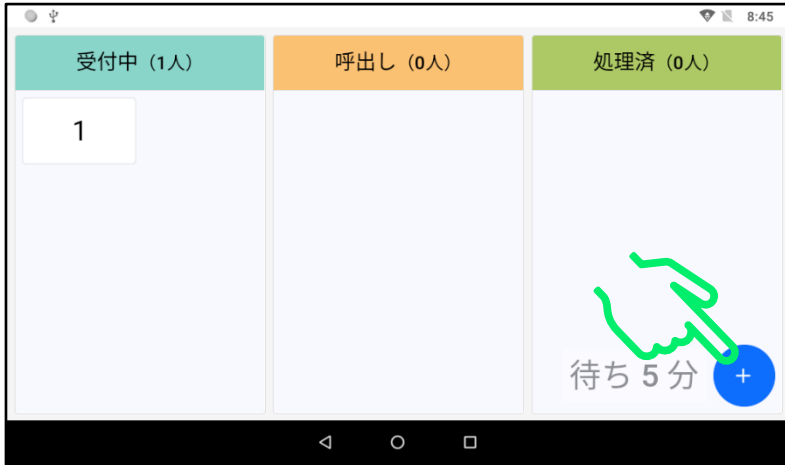 8:45
受付中（1人）
呼出し（0人）
処理済（0人）
1
待ち 5 分
+